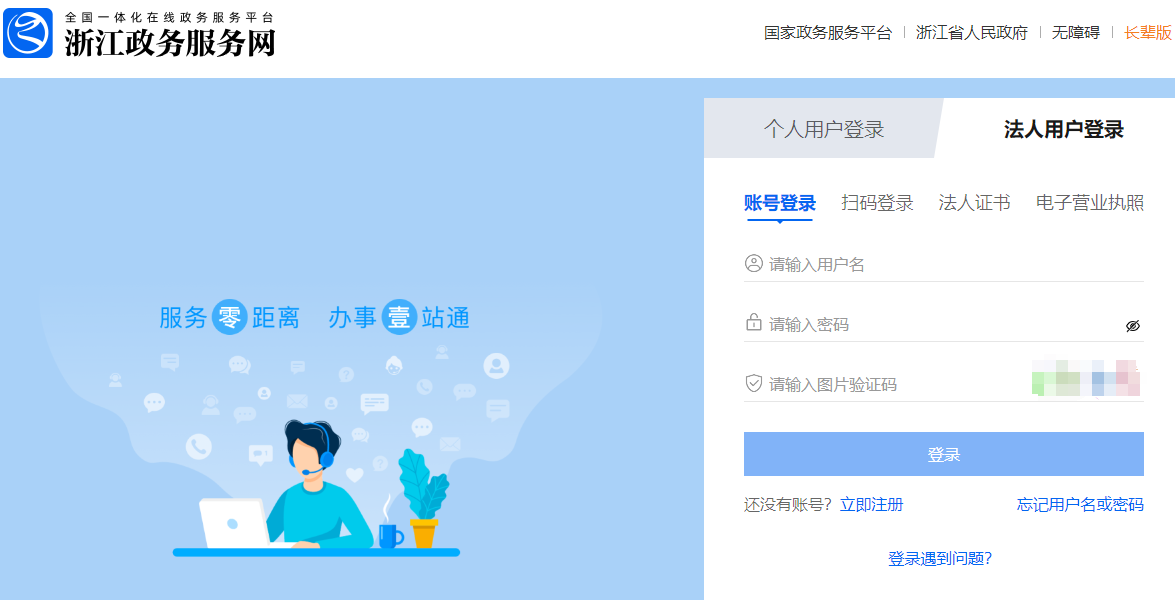 全国一体化在线政务服务平台
浙江政务服务网
国家政务服务平台 | 浙江省人民政府 | 无障碍 | 长辈版
个人用户登录
法人用户登录
账号登录 扫码登录 法人证书 电子营业执照
请输入用户名
请输入密码
请输入图片验证码
登录
还没有账号？立即注册 忘记用户名或密码
登录遇到问题？
服务零距离 办事壹站通